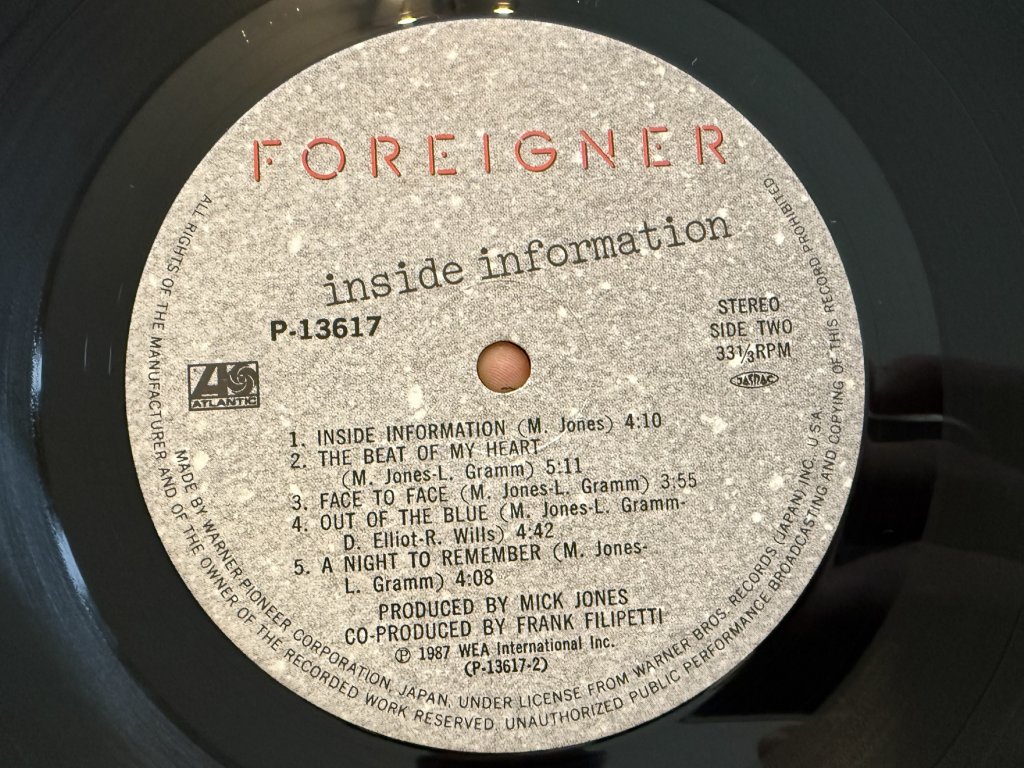 FOREIGNER
inside information
P-13617
STEREO
SIDE TWO
33 1/3 RPM
JASRAC
ATLANTIC
1. INSIDE INFORMATION (M. Jones) 4:10
2. THE BEAT OF MY HEART
(M. Jones-L. Gramm) 5:11
3. FACE TO FACE (M. Jones-L. Gramm) 3:55
4. OUT OF THE BLUE (M. Jones-L. Gramm-
D. Elliot-R. Wills) 4:42
5. A NIGHT TO REMEMBER (M. Jones-
L. Gramm) 4:08
PRODUCED BY MICK JONES
CO-PRODUCED BY FRANK FILIPETTI
℗ 1987 WEA International Inc.
(P-13617-2)
MADE BY WARNER-PIONEER CORPORATION, JAPAN, UNDER LICENSE FROM WARNER BROS. RECORDS (JAPAN) INC., U.S.A.
ALL RIGHTS OF THE MANUFACTURER AND OF THE OWNER OF THE RECORDED WORK RESERVED. UNAUTHORIZED PUBLIC PERFORMANCE BROADCASTING AND COPYING OF THIS RECORD PROHIBITED